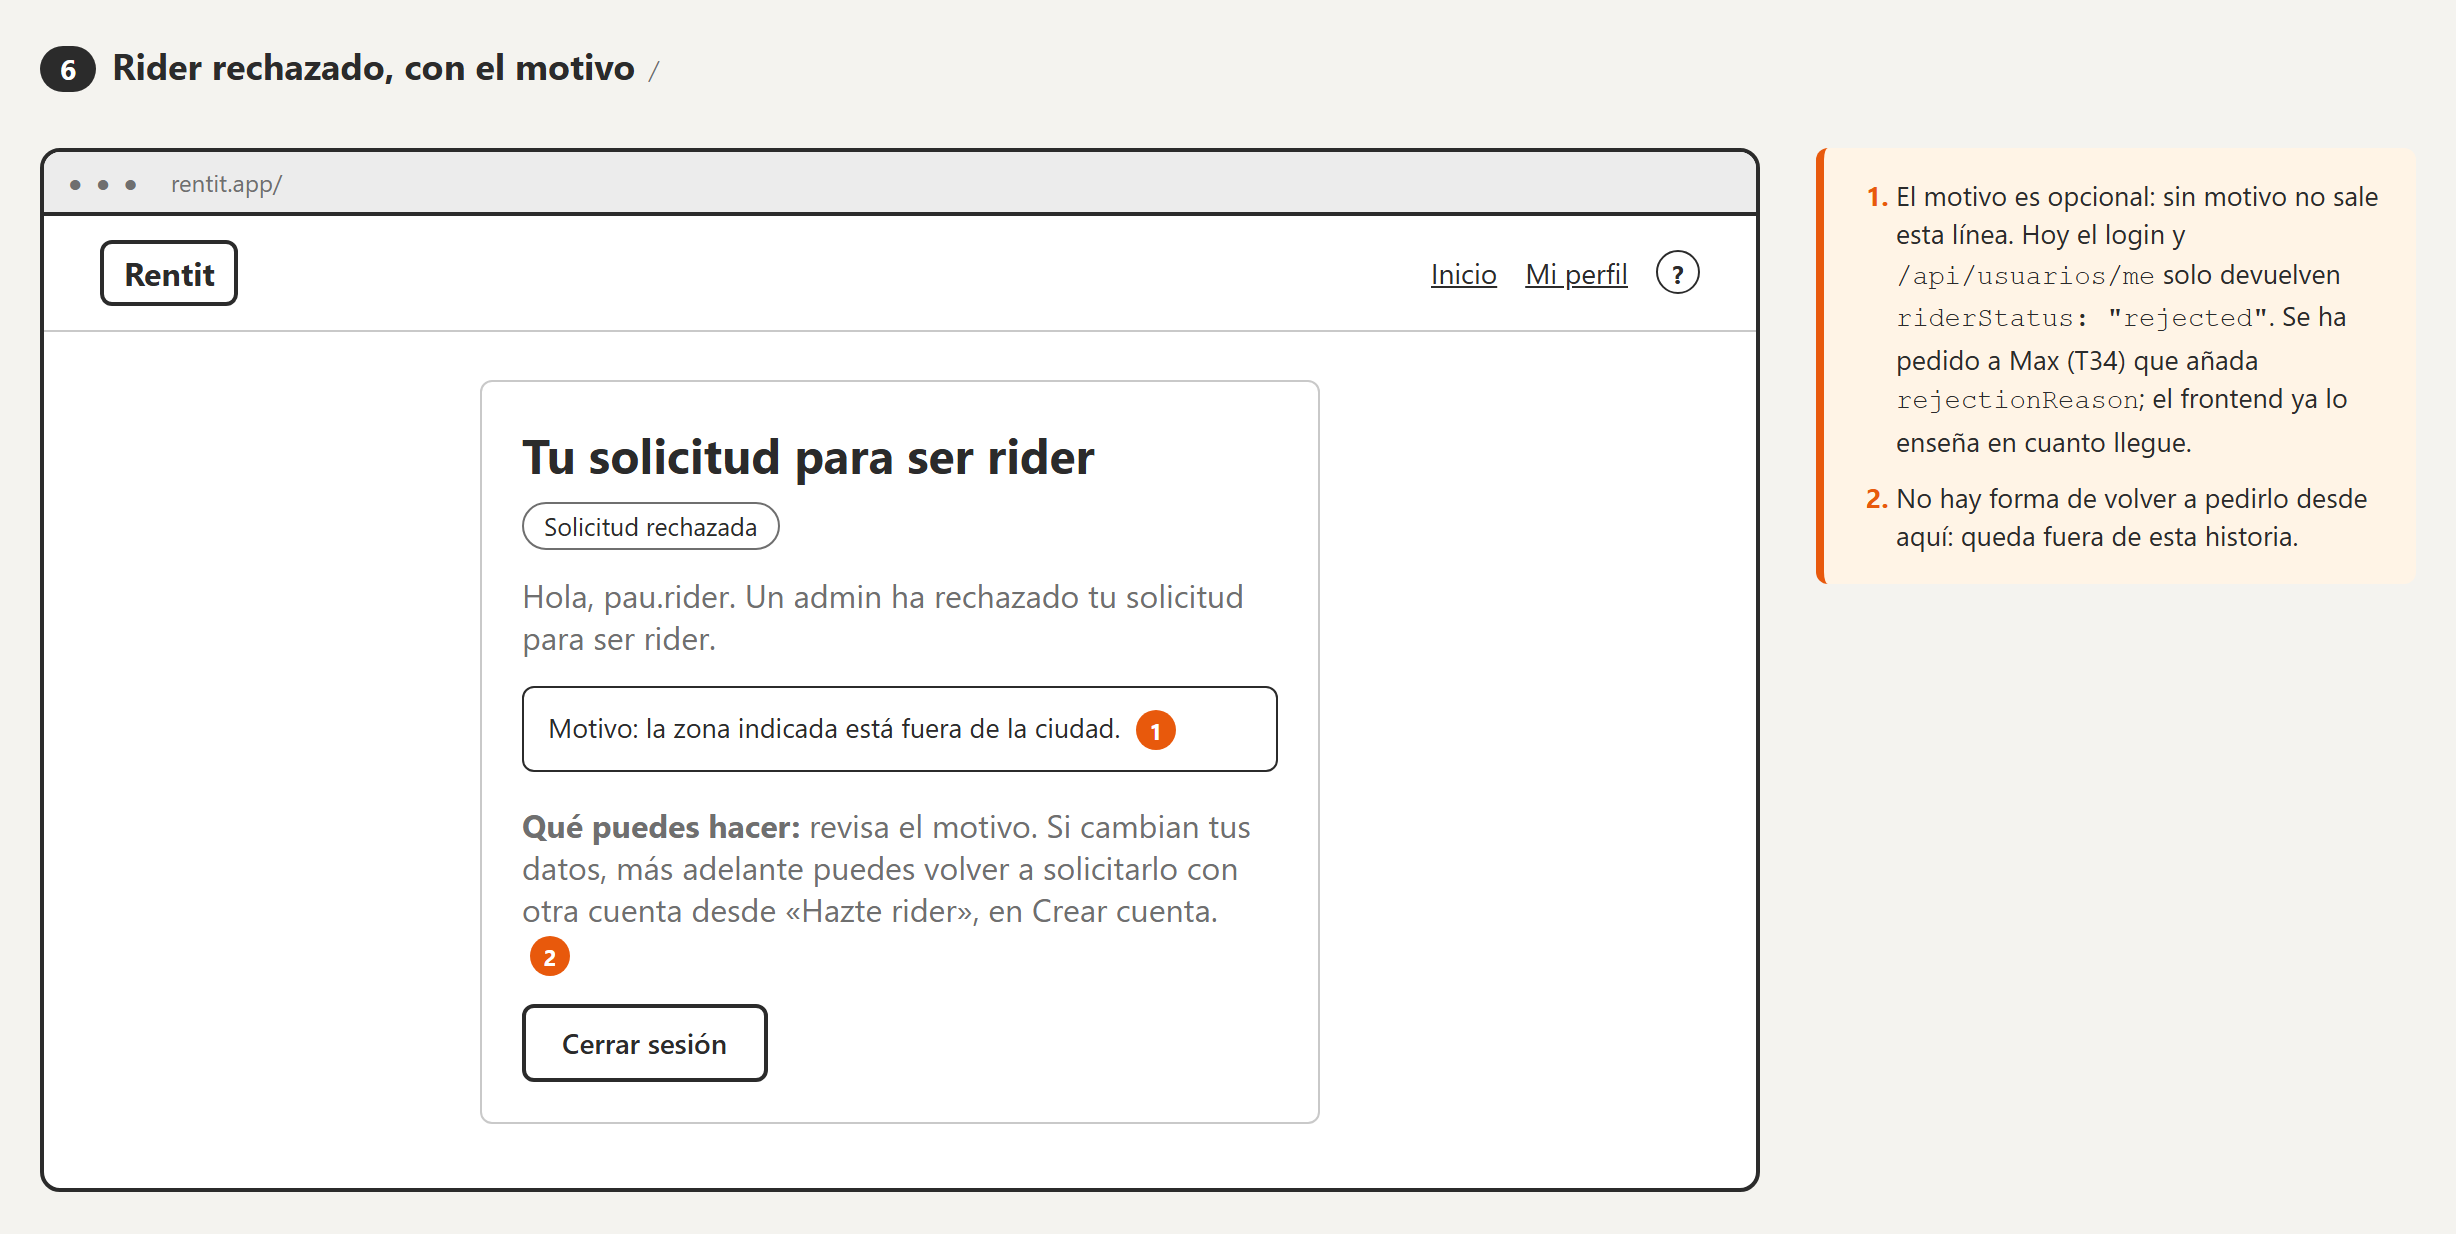 6 Rider rechazado, con el motivo /
rentit.app/
Rentit
Inicio Mi perfil ?
Tu solicitud para ser rider
Solicitud rechazada
Hola, pau.rider. Un admin ha rechazado tu solicitud
para ser rider.
Motivo: la zona indicada está fuera de la ciudad. 1
Qué puedes hacer: revisa el motivo. Si cambian tus
datos, más adelante puedes volver a solicitarlo con
otra cuenta desde «Hazte rider», en Crear cuenta.
2
Cerrar sesión
1. El motivo es opcional: sin motivo no sale
esta línea. Hoy el login y
/api/usuarios/me solo devuelven
riderStatus: "rejected". Se ha
pedido a Max (T34) que añada
rejectionReason; el frontend ya lo
enseña en cuanto llegue.
2. No hay forma de volver a pedirlo desde
aquí: queda fuera de esta historia.